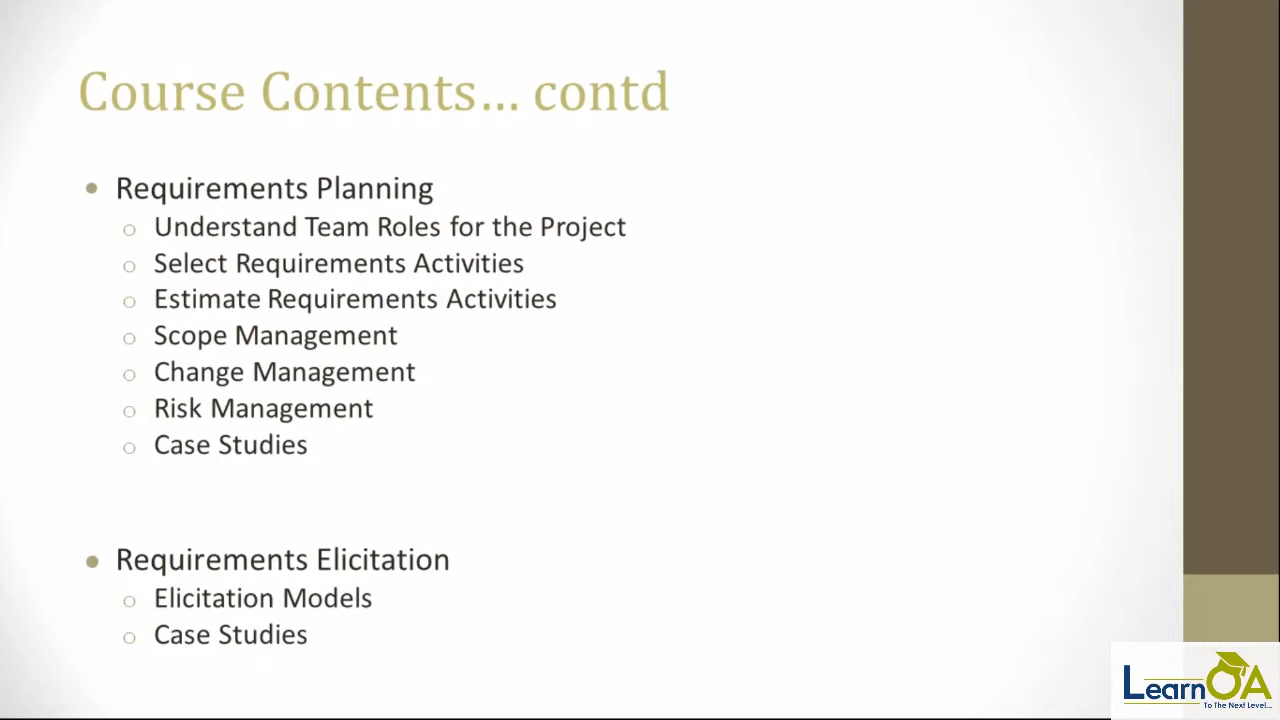 Course Contents... contd
Requirements Planning
Understand Team Roles for the Project
Select Requirements Activities
Estimate Requirements Activities
Scope Management
Change Management
Risk Management
Case Studies
Requirements Elicitation
Elicitation Models
Case Studies
LearnOA
To The Next Level...